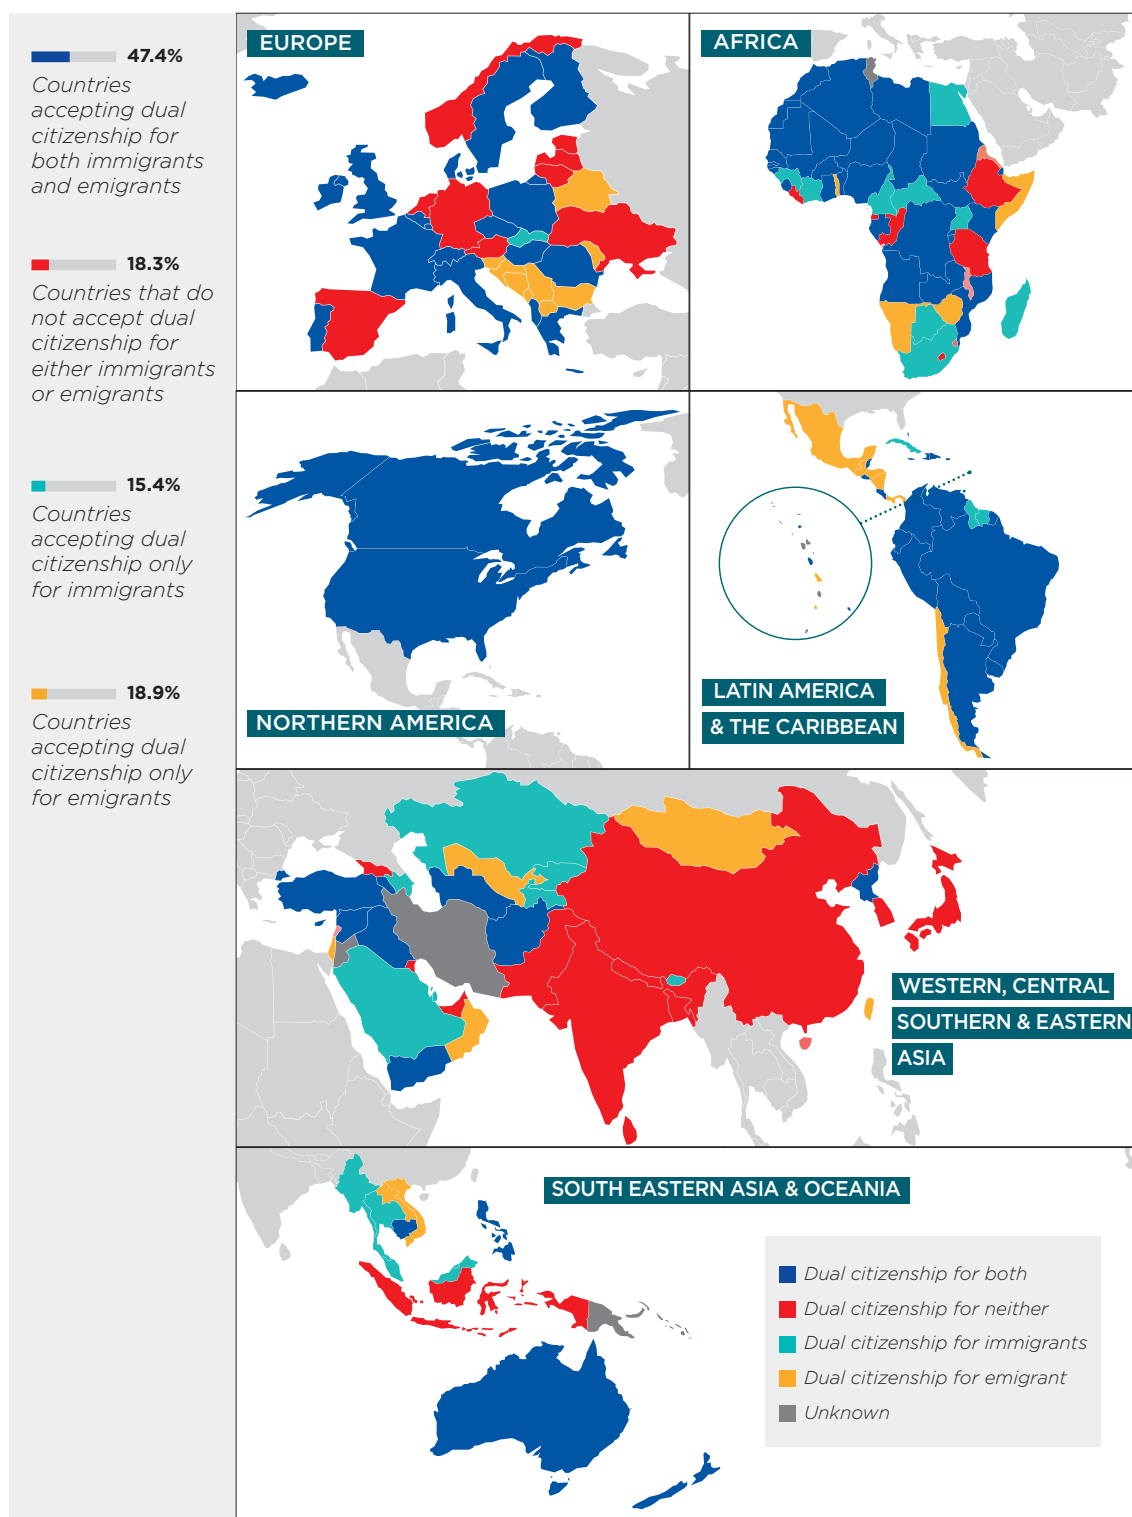 47.4%
Countries
accepting dual
citizenship for
both immigrants
and emigrants
18.3%
Countries that do
not accept dual
citizenship for
either immigrants
or emigrants
15.4%
Countries
accepting dual
citizenship only
for immigrants
18.9%
Countries
accepting dual
citizenship only
for emigrants
EUROPE
AFRICA
NORTHERN AMERICA
LATIN AMERICA
& THE CARIBBEAN
WESTERN, CENTRAL
SOUTHERN & EASTERN
ASIA
SOUTH EASTERN ASIA & OCEANIA
Dual citizenship for both
Dual citizenship for neither
Dual citizenship for immigrants
Dual citizenship for emigrant
Unknown